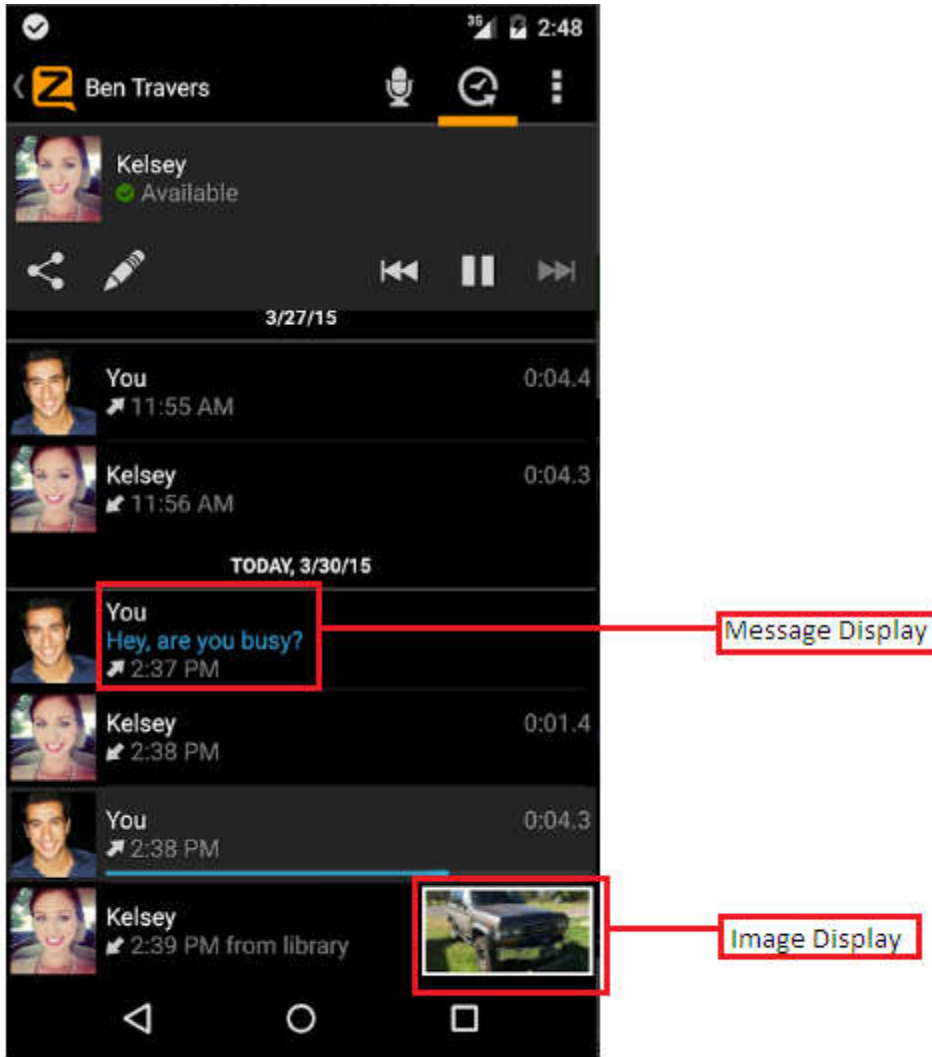 3G 2:48
Z Ben Travers
Kelsey
Available
3/27/15
You 0:04.4
11:55 AM
Kelsey 0:04.3
11:56 AM
TODAY, 3/30/15
You
Hey, are you busy?
2:37 PM
Message Display
Kelsey 0:01.4
2:38 PM
You 0:04.3
2:38 PM
Kelsey
2:39 PM from library
Image Display